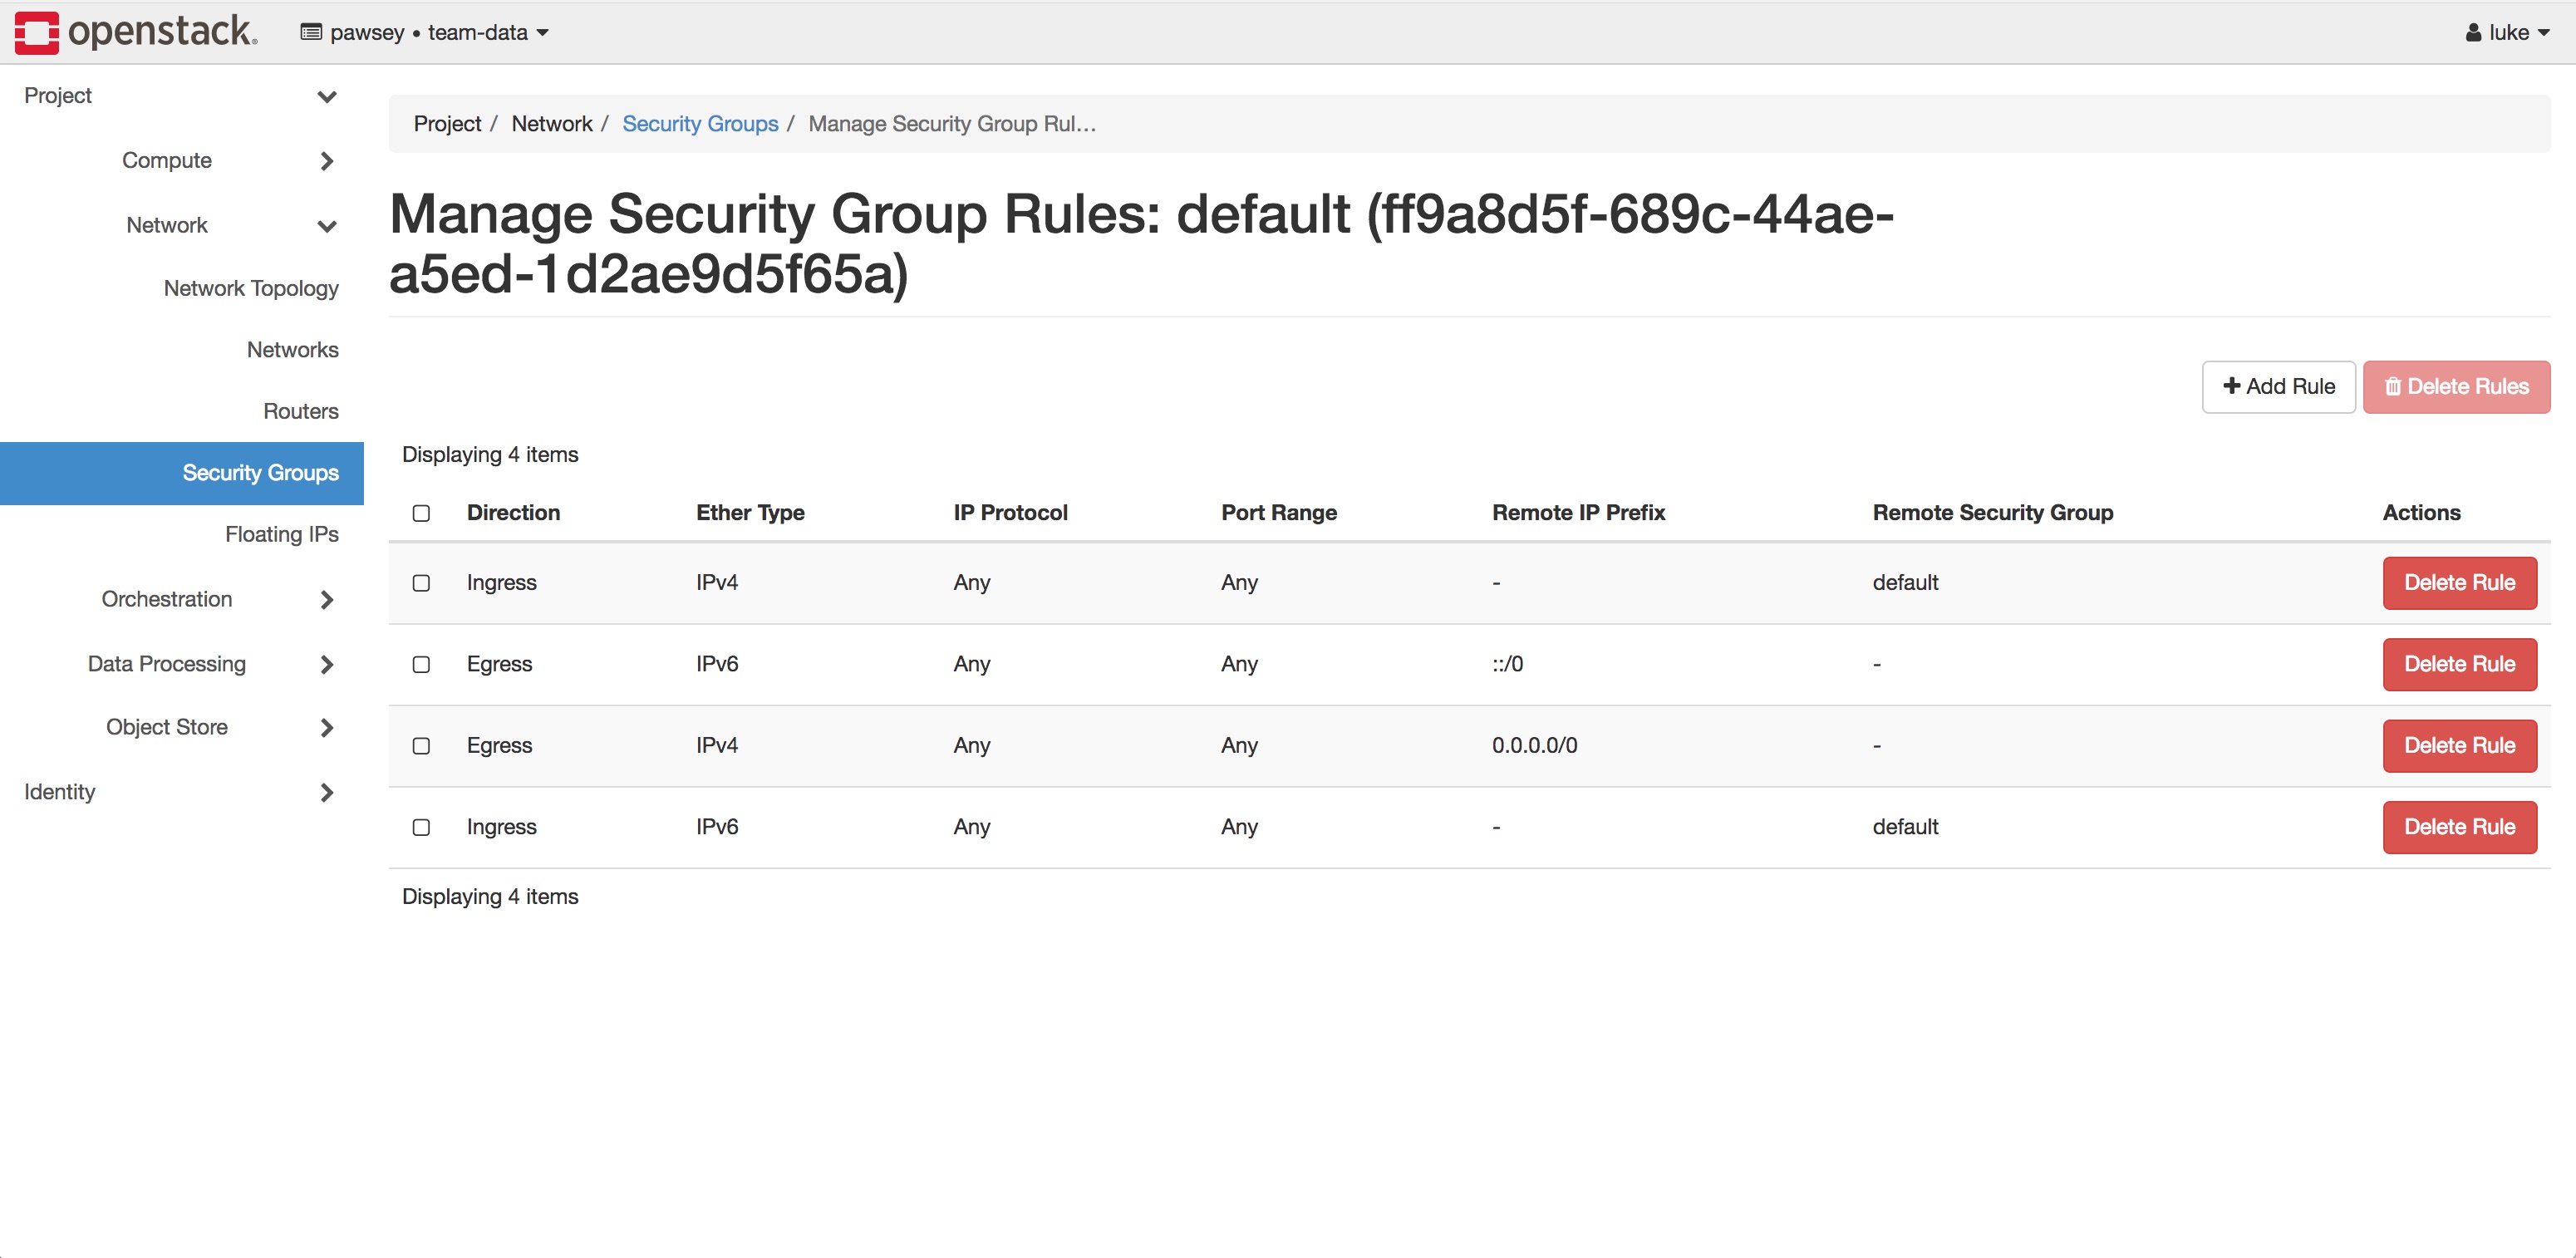 openstack.
pawsey • team-data
luke
Project
Compute
Network
Network Topology
Networks
Routers
Security Groups
Floating IPs
Orchestration
Data Processing
Object Store
Identity
Project / Network / Security Groups / Manage Security Group Rul…
Manage Security Group Rules: default (ff9a8d5f-689c-44ae-
a5ed-1d2ae9d5f65a)
Add Rule Delete Rules
Displaying 4 items
Direction Ether Type IP Protocol Port Range Remote IP Prefix Remote Security Group Actions
Ingress IPv4 Any Any - default Delete Rule
Egress IPv6 Any Any ::/0 - Delete Rule
Egress IPv4 Any Any 0.0.0.0/0 - Delete Rule
Ingress IPv6 Any Any - default Delete Rule
Displaying 4 items